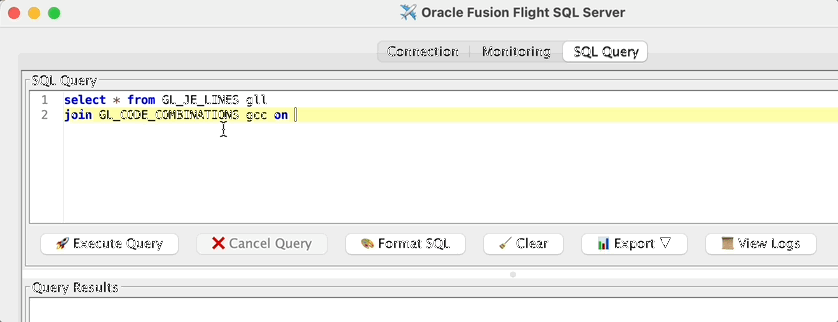 Oracle Fusion Flight SQL Server
Connection Monitoring SQL Query
SQL Query
1 select * from GL_JE_LINES gll
2 join GL_CODE_COMBINATIONS gcc on
Execute Query Cancel Query Format SQL Clear Export ▽ View Logs
Query Results